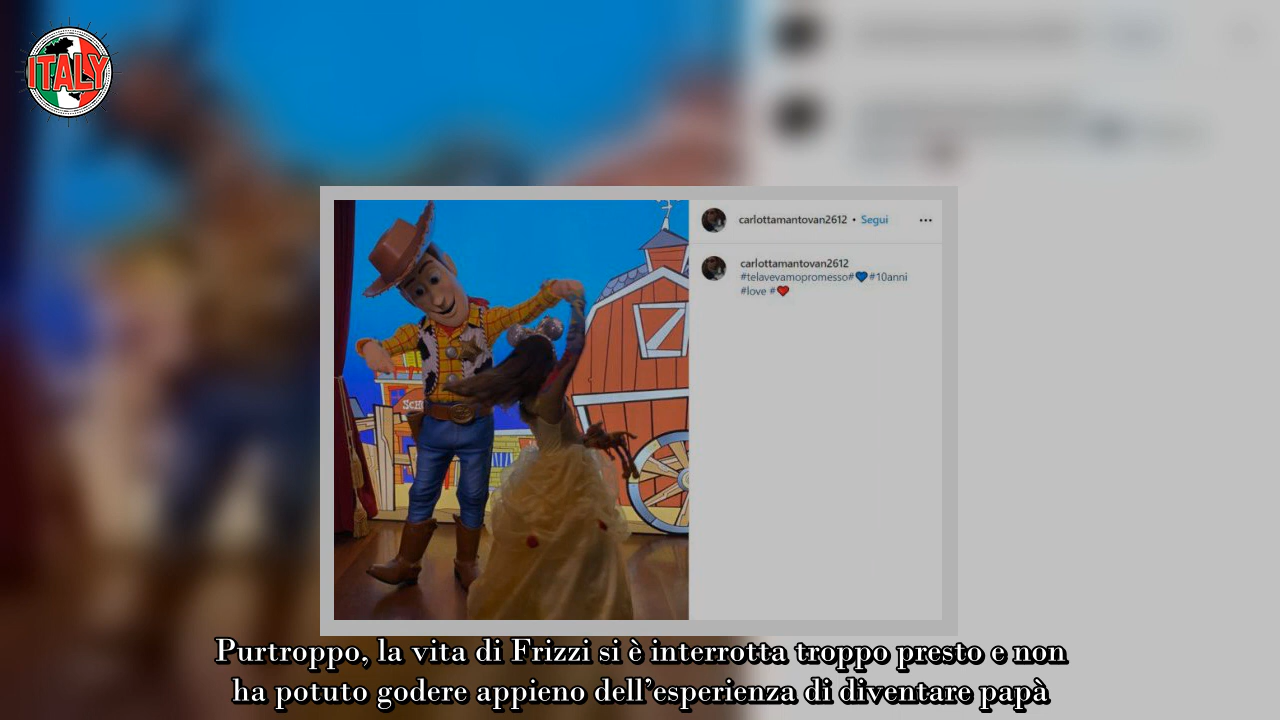 ITALY
carlottamantovan2612 • Segui
carlottamantovan2612
#telavevamopromesso#💙#10anni
#love #❤️
SCH
Purtroppo, la vita di Frizzi si è interrotta troppo presto e non
ha potuto godere appieno dell'esperienza di diventare papà